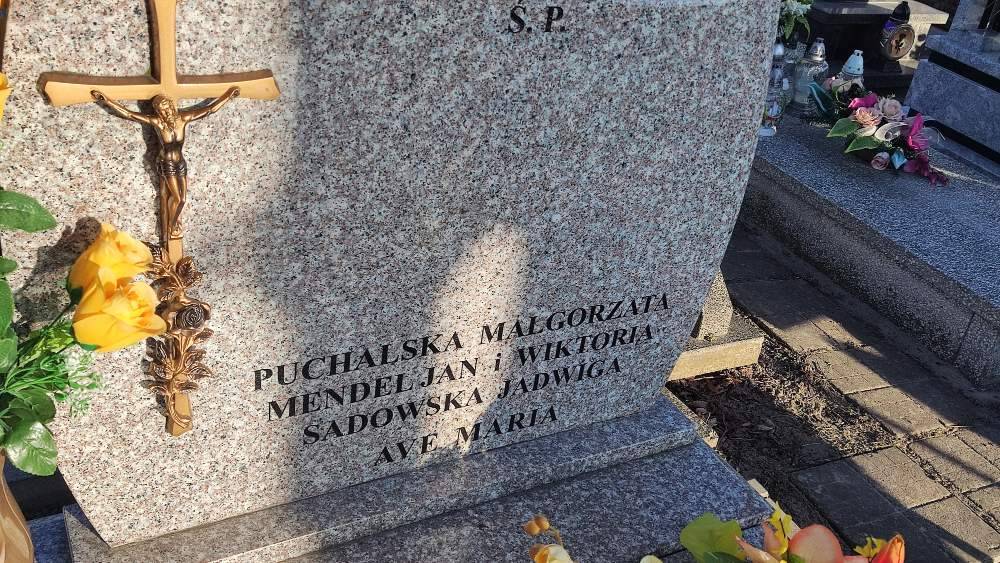 Ś.P.
PUCHALSKA MAŁGORZATA
MENDEL JAN i WIKTORIA
SADOWSKA JADWIGA
AVE MARIA